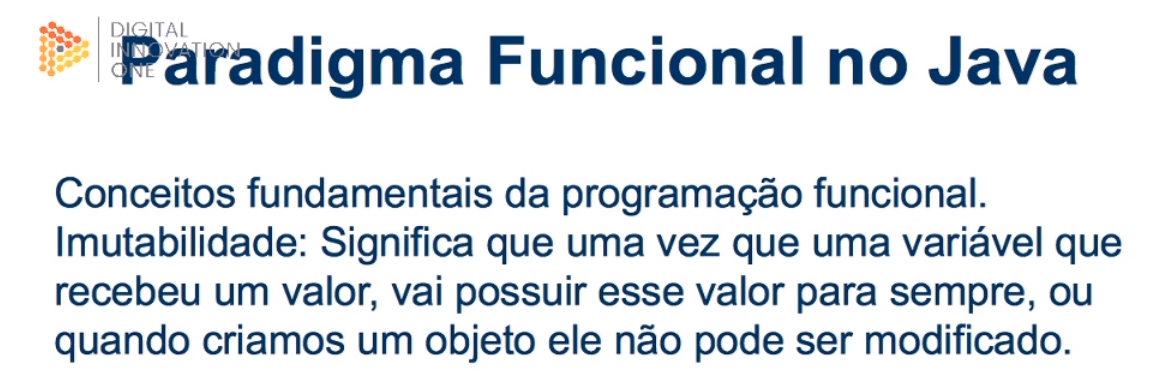 DIGITAL
INNOVATION
ONE
Paradigma Funcional no Java
Conceitos fundamentais da programação funcional.
Imutabilidade: Significa que uma vez que uma variável que
recebeu um valor, vai possuir esse valor para sempre, ou
quando criamos um objeto ele não pode ser modificado.